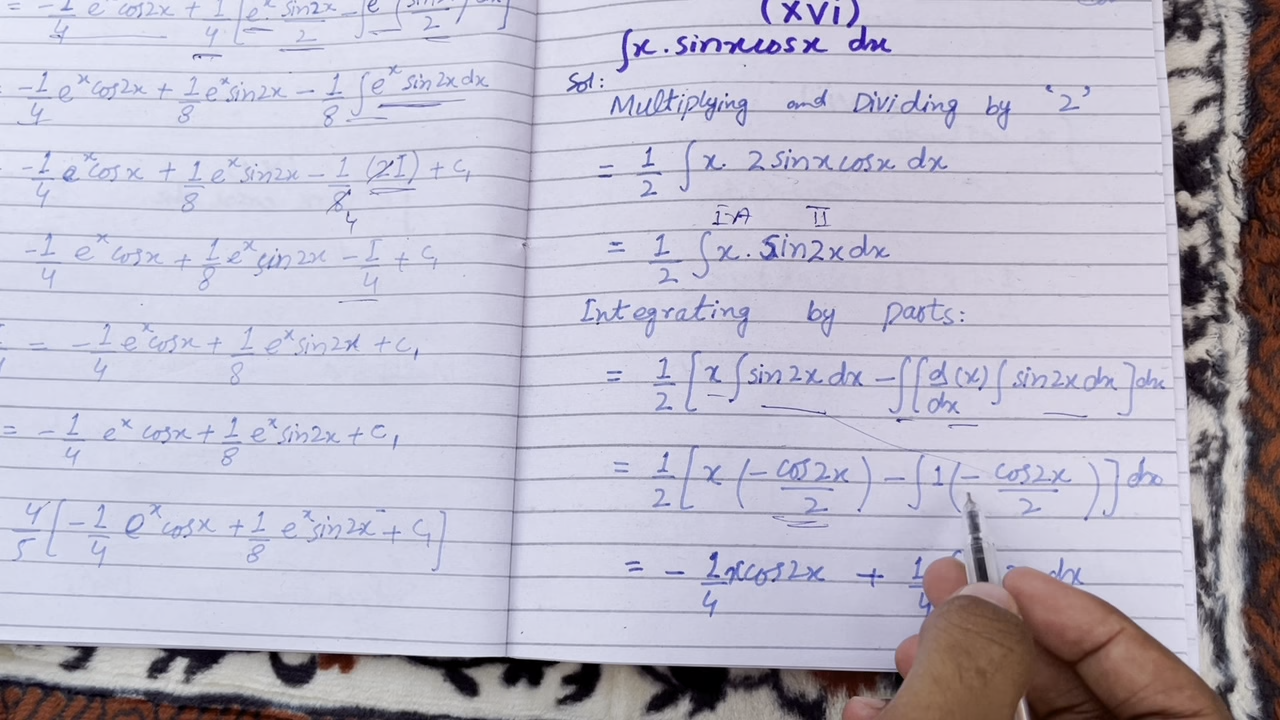 = -1/4 e^x cos2x + 1/4 [e^x sin2x/2 - ∫e
-1/4 e^x cos2x + 1/8 e^x sin2x - 1/8 ∫e^x sin2x dx
-1/4 e^x cosx + 1/8 e^x sin2x - 1/8 (2I) + C₁
4
-1/4 e^x cosx + 1/8 e^x sin2x - I/4 + C₁
= -1/4 e^x cosx + 1/8 e^x sin2x + C₁
= -1/4 e^x cosx + 1/8 e^x sin2x + C₁
4/5 [-1/4 e^x cosx + 1/8 e^x sin2x + C₁]
(xvi)
∫x.sinxcosx dx
Sol:
Multiplying and Dividing by '2'
= 1/2 ∫x. 2sinxcosx dx
I-A II
= 1/2 ∫x. Sin2x dx
Integrating by parts:
= 1/2 [x∫sin2x dx - ∫[d/dx (x) ∫sin2x dx] dx
= 1/2 [x (-cos2x/2) - ∫1(-cos2x/2)] dx
= -1/4 xcos2x + 1/4 dx